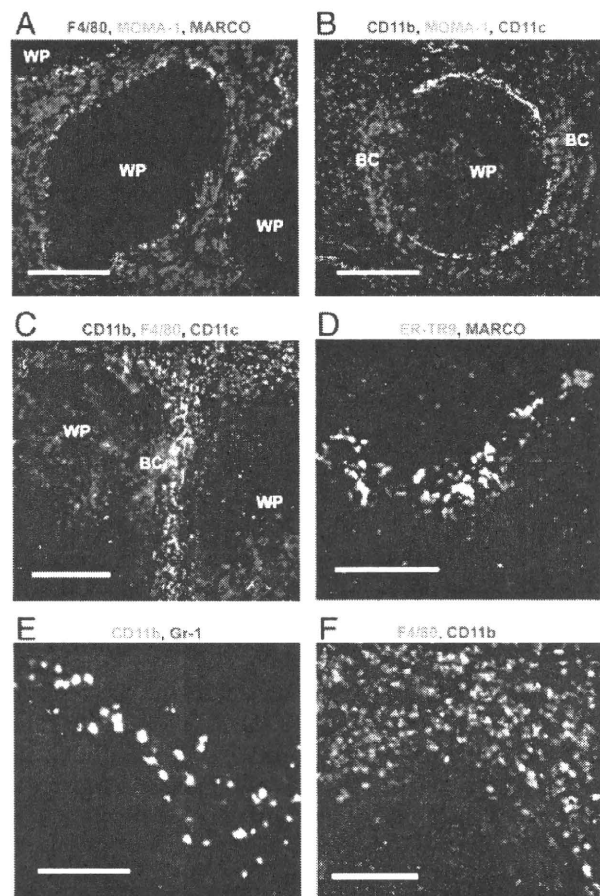 A
F4/80, MOMA-1, MARCO
WP
WP
WP
B
CD11b, MOMA-1, CD11c
BC
BC
WP
C
CD11b, F4/80, CD11c
WP
BC
WP
D
ER-TR9, MARCO
E
CD11b, Gr-1
F
F4/80, CD11b